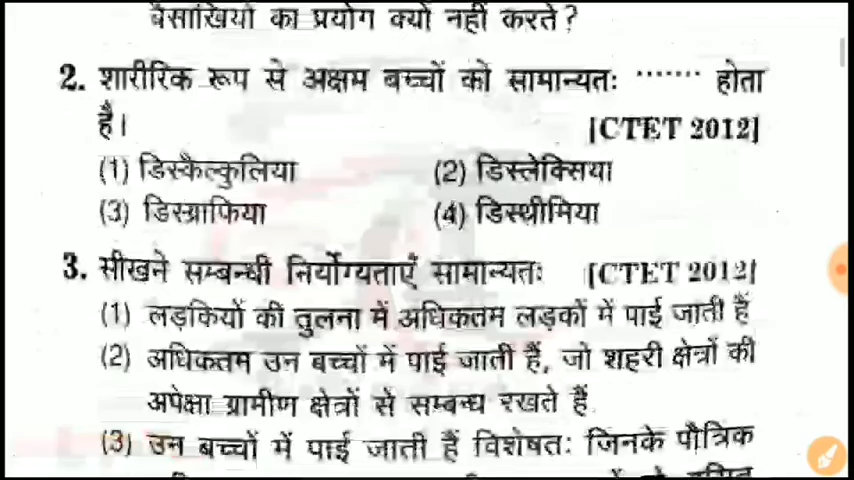 बैसाखियों का प्रयोग क्यों नहीं करते?
2. शारीरिक रूप से अक्षम बच्चों को सामान्यतः ······· होता
है। [CTET 2012]
(1) डिस्कैल्कुलिया (2) डिस्लेक्सिया
(3) डिस्ग्राफिया (4) डिस्थीमिया
3. सीखने सम्बन्धी निर्योग्यताएँ सामान्यतः [CTET 2012]
(1) लड़कियों की तुलना में अधिकतम लड़कों में पाई जाती हैं
(2) अधिकतम उन बच्चों में पाई जाती हैं, जो शहरी क्षेत्रों की
अपेक्षा ग्रामीण क्षेत्रों से सम्बन्ध रखते हैं
(3) उन बच्चों में पाई जाती हैं विशेषतः जिनके पैत्रिक